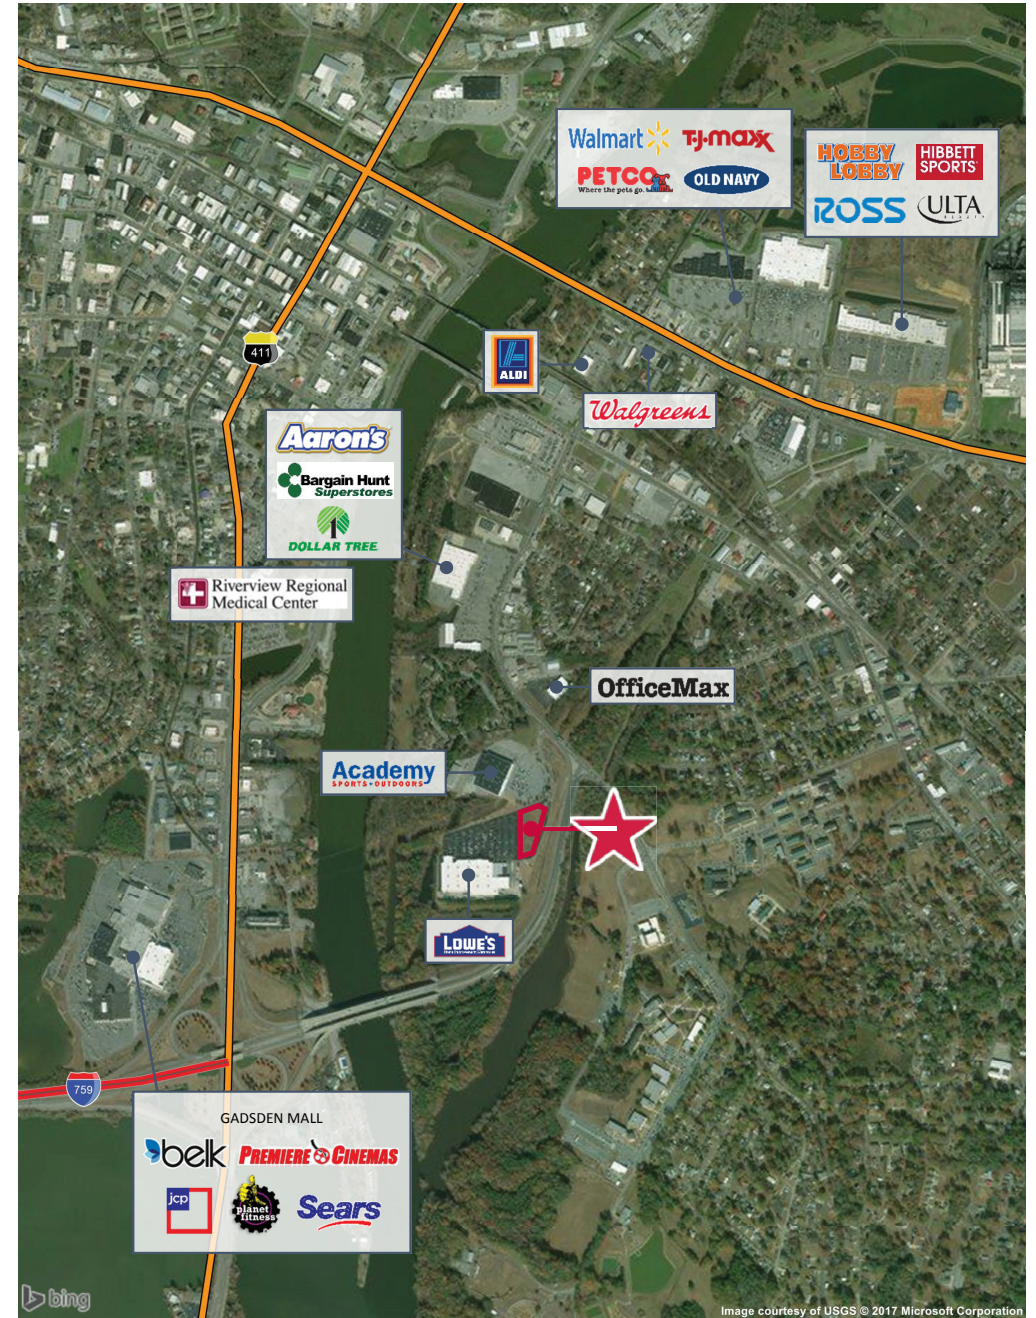 Walmart
T.J.maxx
PETCO
Where the pets go.
OLD NAVY
HOBBY
LOBBY
HIBBETT
SPORTS
ROSS
ULTA
BEAUTY
411
ALDI
Walgreens
Aaron's
Bargain Hunt
Superstores
1
DOLLAR TREE
Riverview Regional
Medical Center
OfficeMax
Academy
SPORTS+OUTDOORS
LOWE'S
759
GADSDEN MALL
belk
PREMIERE CINEMAS
jcp
planet
fitness
Sears
bing
Image courtesy of USGS © 2017 Microsoft Corporation